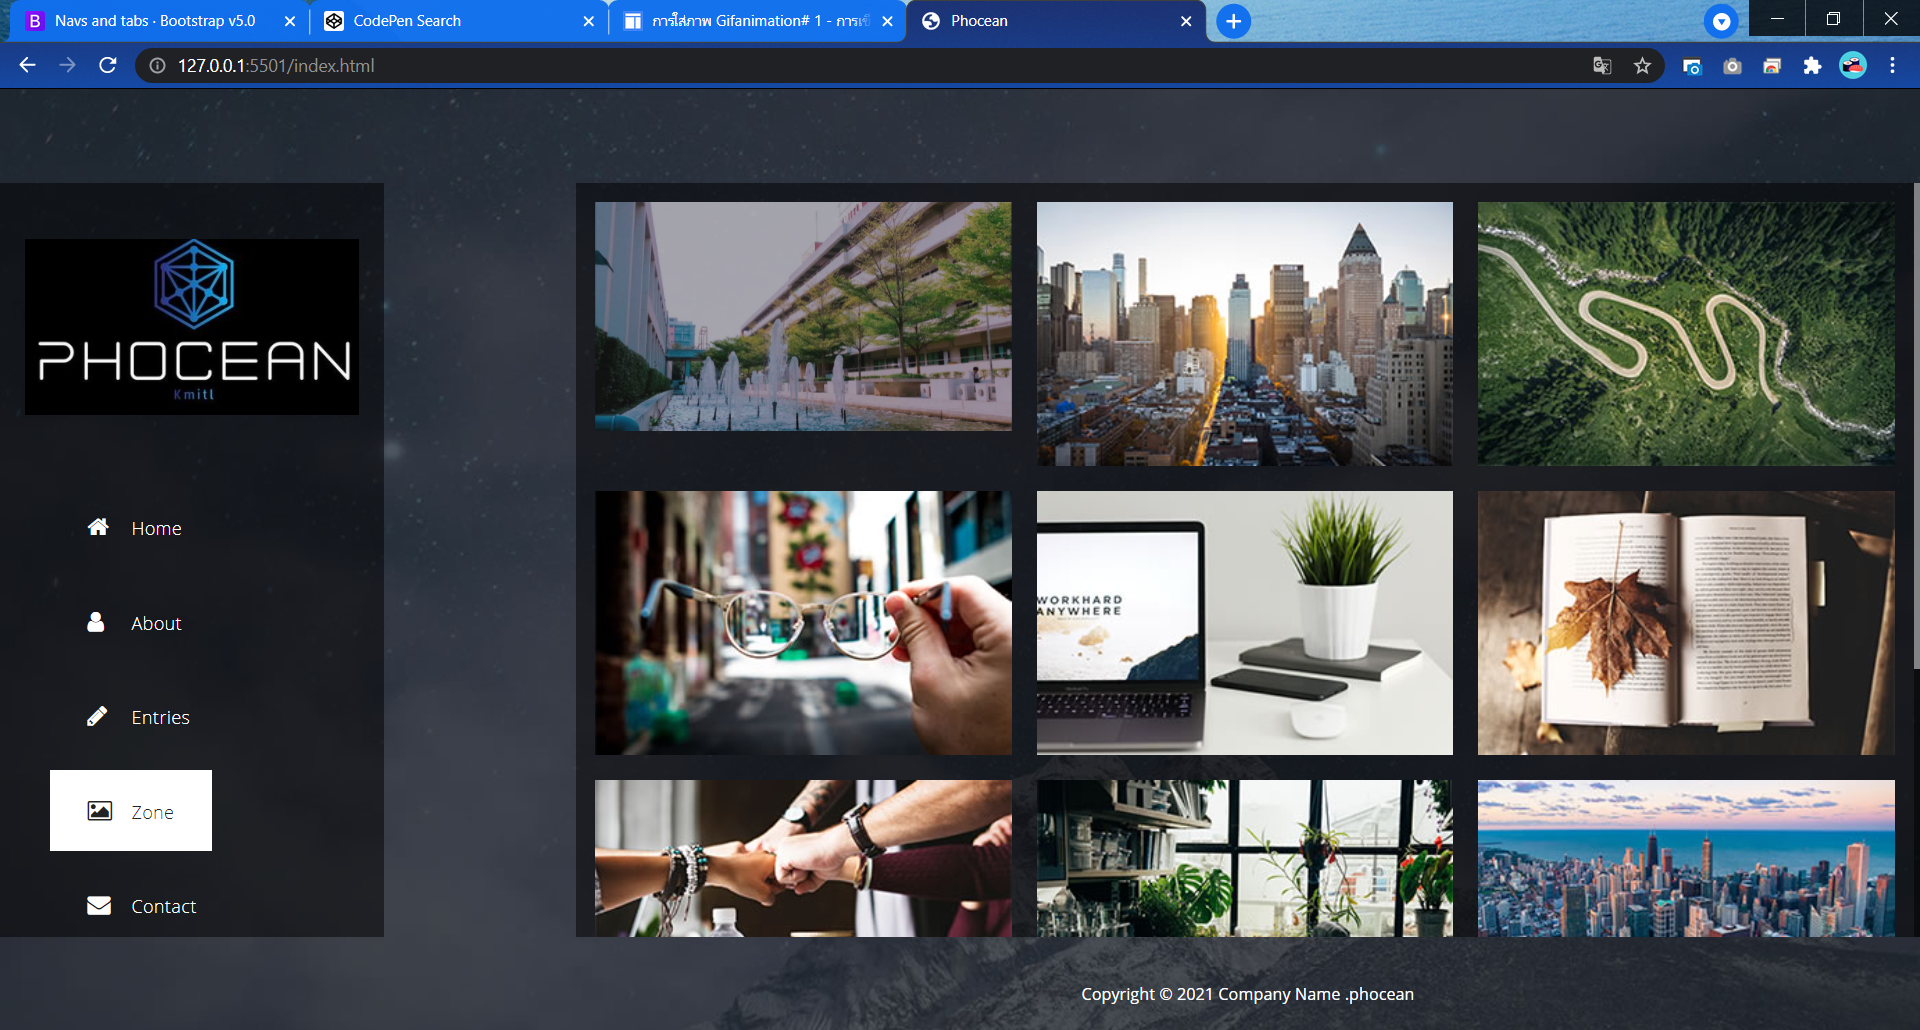 Navs and tabs · Bootstrap v5.0
CodePen Search
การใส่ภาพ Gifanimation# 1 - การเข้
Phocean
127.0.0.1:5501/index.html
PHOCEAN
Kmitl
Home
About
Entries
Zone
Contact
WORKHARD
ANYWHERE
Copyright © 2021 Company Name .phocean